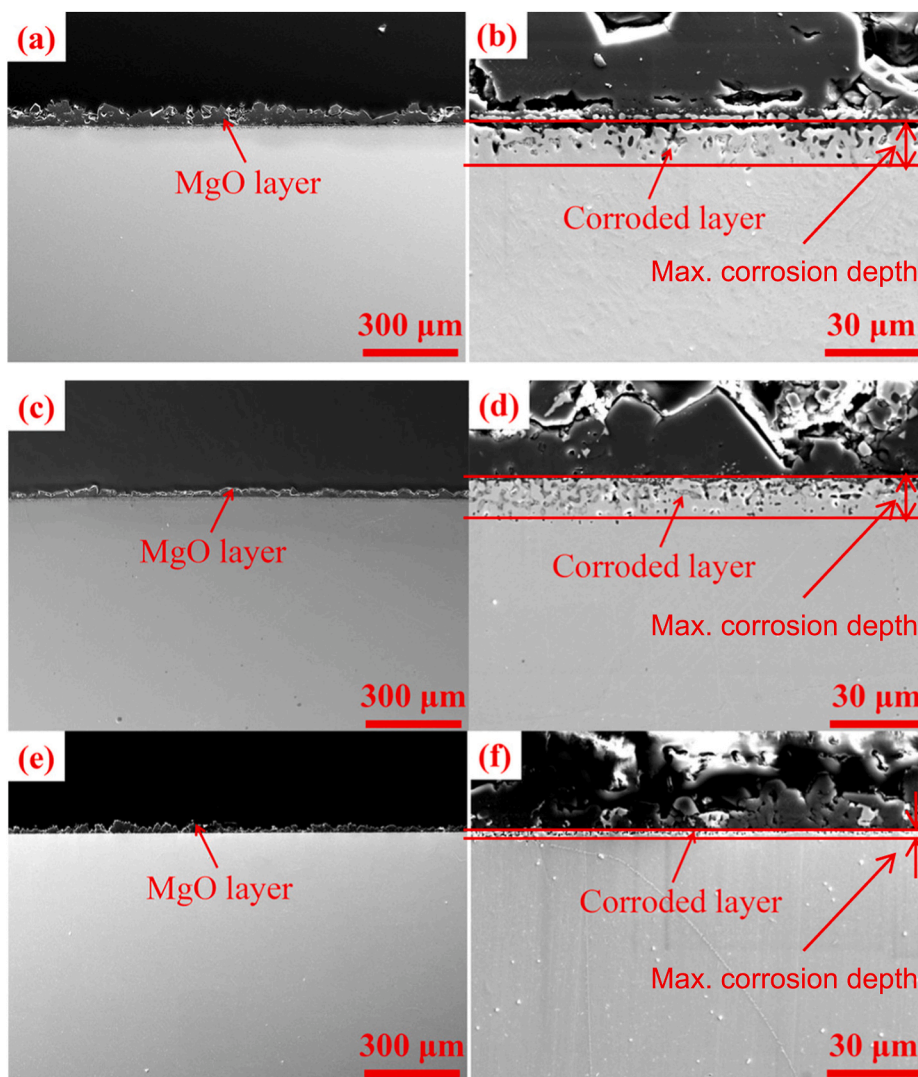 (a)
MgO layer
300 μm
(b)
Corroded layer
Max. corrosion depth
30 μm
(c)
MgO layer
300 μm
(d)
Corroded layer
Max. corrosion depth
30 μm
(e)
MgO layer
300 μm
(f)
Corroded layer
Max. corrosion depth
30 μm